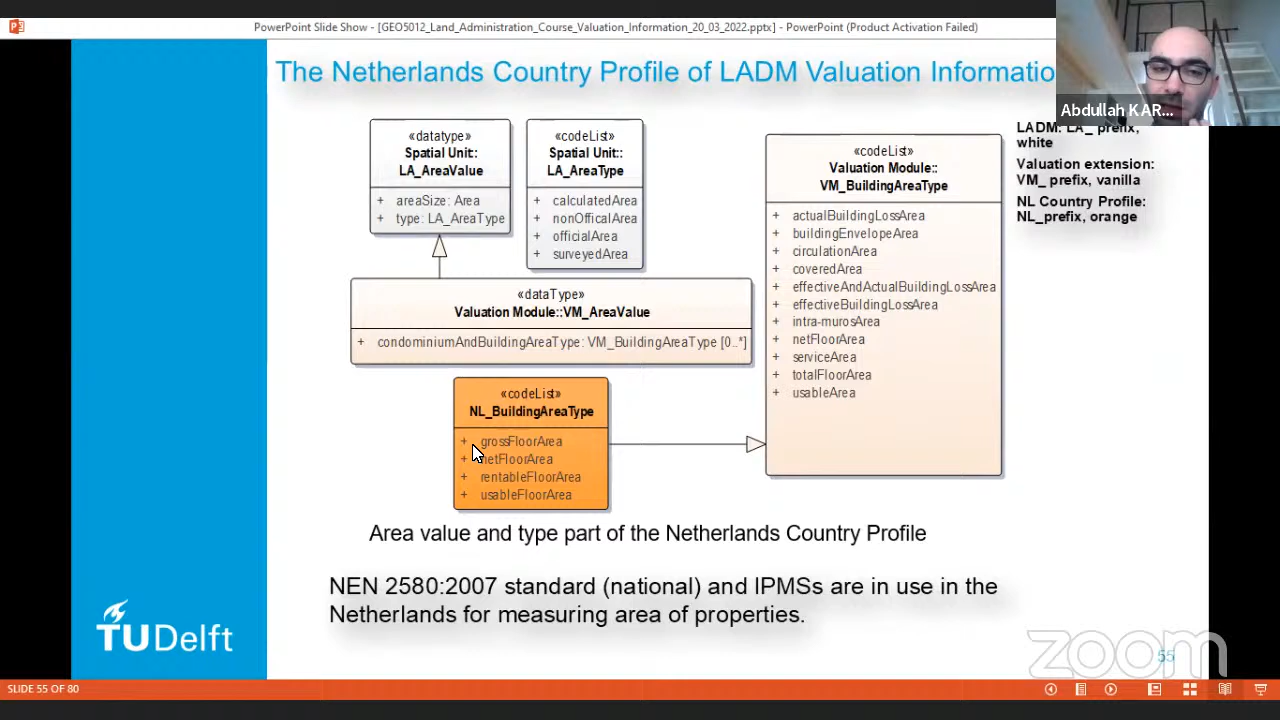 PowerPoint Slide Show - [GEO5012_Land_Administration_Course_Valuation_Information_20_03_2022.pptx] - PowerPoint (Product Activation Failed)
The Netherlands Country Profile of LADM Valuation Informatio
Abdullah KAR...
«datatype»
Spatial Unit::
LA_AreaValue
+ areaSize: Area
+ type: LA_AreaType
«codeList»
Spatial Unit::
LA_AreaType
+ calculatedArea
+ nonOfficalArea
+ officialArea
+ surveyedArea
«codeList»
Valuation Module::
VM_BuildingAreaType
+ actualBuildingLossArea
+ buildingEnvelopeArea
+ circulationArea
+ coveredArea
+ effectiveAndActualBuildingLossArea
+ effectiveBuildingLossArea
+ intra-murosArea
+ netFloorArea
+ serviceArea
+ totalFloorArea
+ usableArea
LADM: LA_ prefix,
white
Valuation extension:
VM_ prefix, vanilla
NL Country Profile:
NL_prefix, orange
«dataType»
Valuation Module::VM_AreaValue
+ condominiumAndBuildingAreaType: VM_BuildingAreaType [0..*]
«codeList»
NL_BuildingAreaType
+ grossFloorArea
+ netFloorArea
+ rentableFloorArea
+ usableFloorArea
Area value and type part of the Netherlands Country Profile
NEN 2580:2007 standard (national) and IPMSs are in use in the
Netherlands for measuring area of properties.
TUDelft
zoom
55
SLIDE 55 OF 80